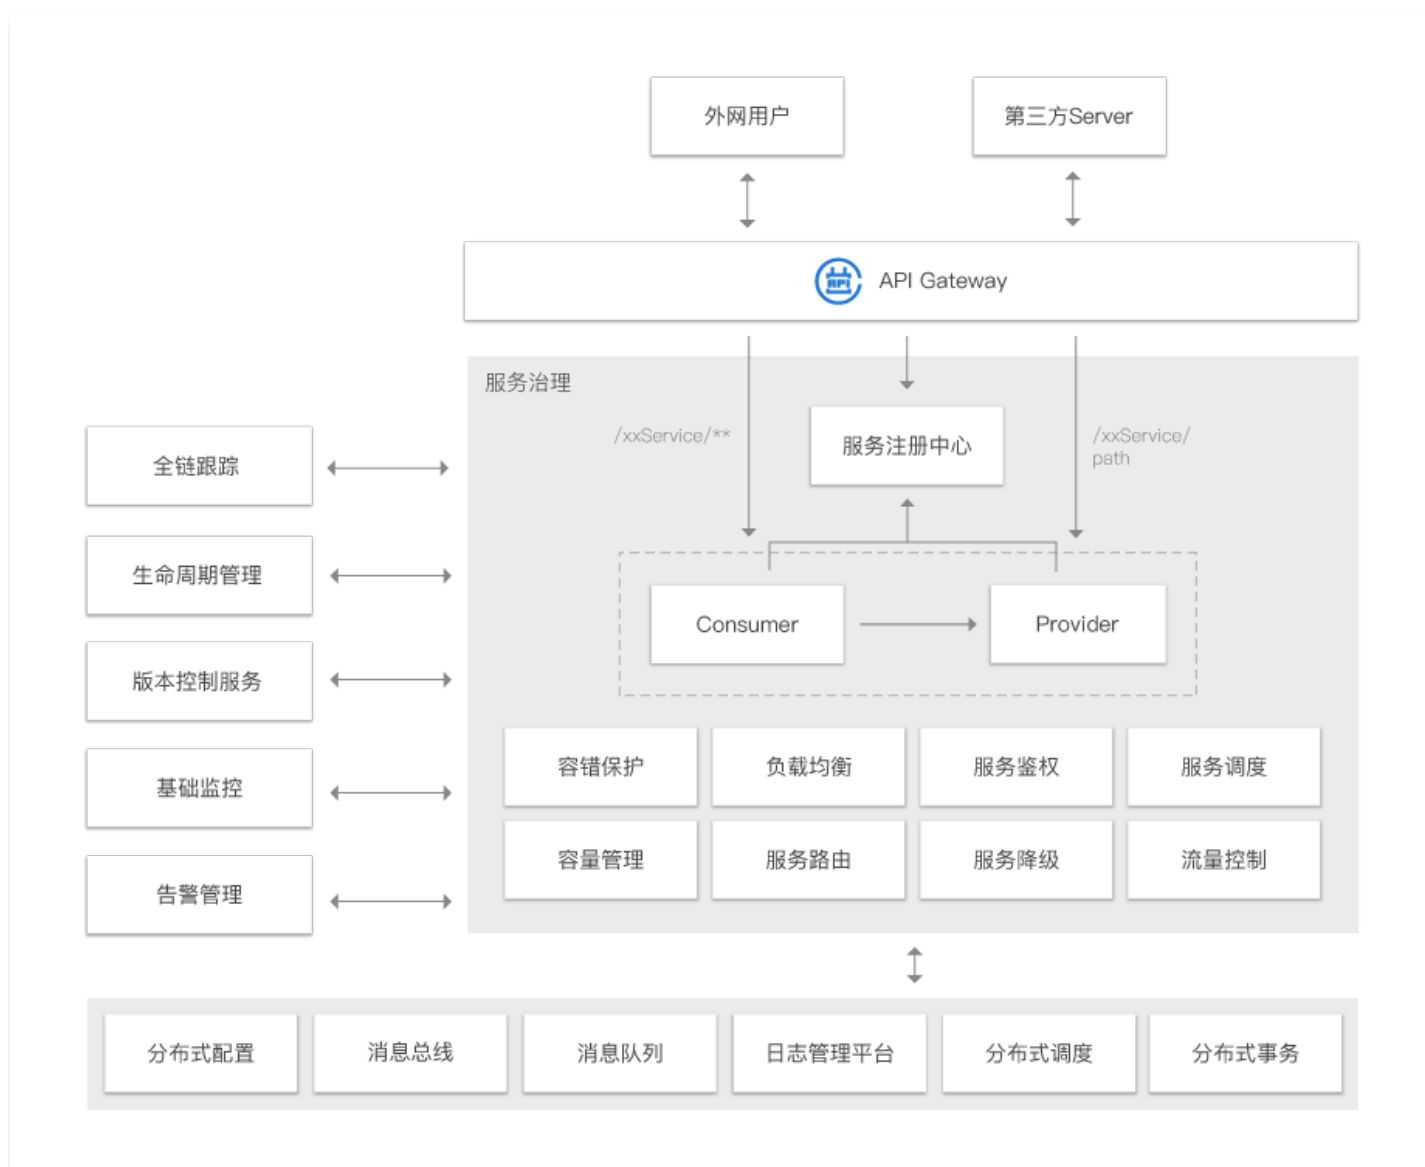 外网用户
第三方Server
API
API Gateway
服务治理
/xxService/**
服务注册中心
/xxService/
path
全链跟踪
生命周期管理
版本控制服务
基础监控
告警管理
Consumer
Provider
容错保护
负载均衡
服务鉴权
服务调度
容量管理
服务路由
服务降级
流量控制
分布式配置
消息总线
消息队列
日志管理平台
分布式调度
分布式事务